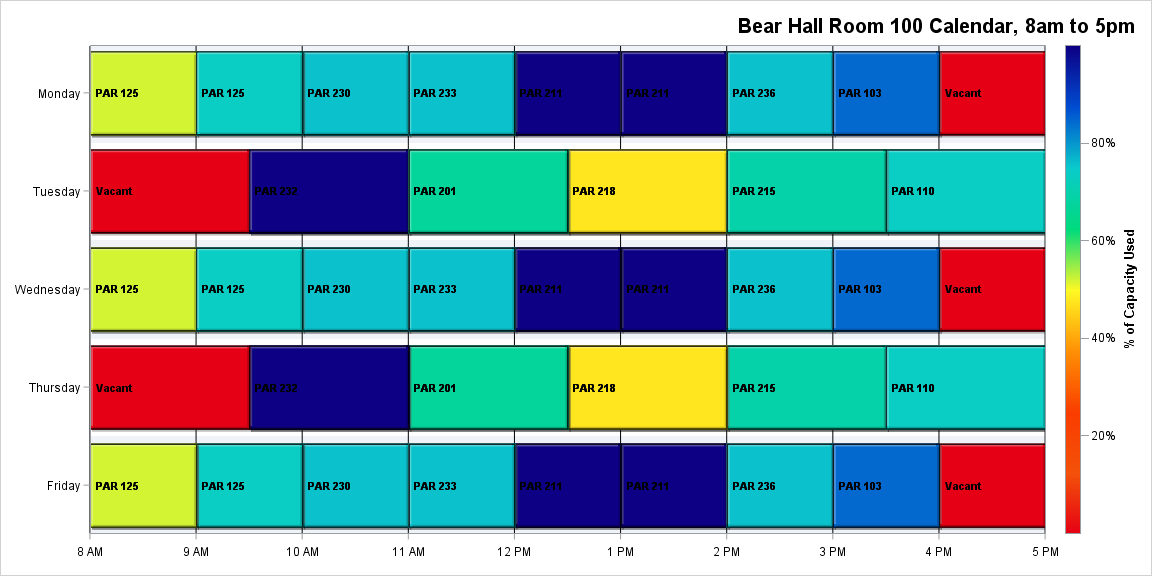 Bear Hall Room 100 Calendar, 8am to 5pm
Monday PAR 125 PAR 125 PAR 230 PAR 233 PAR 211 PAR 211 PAR 236 PAR 103 Vacant
Tuesday Vacant PAR 232 PAR 201 PAR 218 PAR 215 PAR 110
Wednesday PAR 125 PAR 125 PAR 230 PAR 233 PAR 211 PAR 211 PAR 236 PAR 103 Vacant
Thursday Vacant PAR 232 PAR 201 PAR 218 PAR 215 PAR 110
Friday PAR 125 PAR 125 PAR 230 PAR 233 PAR 211 PAR 211 PAR 236 PAR 103 Vacant
8 AM 9 AM 10 AM 11 AM 12 PM 1 PM 2 PM 3 PM 4 PM 5 PM
80%
60%
40%
20%
% of Capacity Used